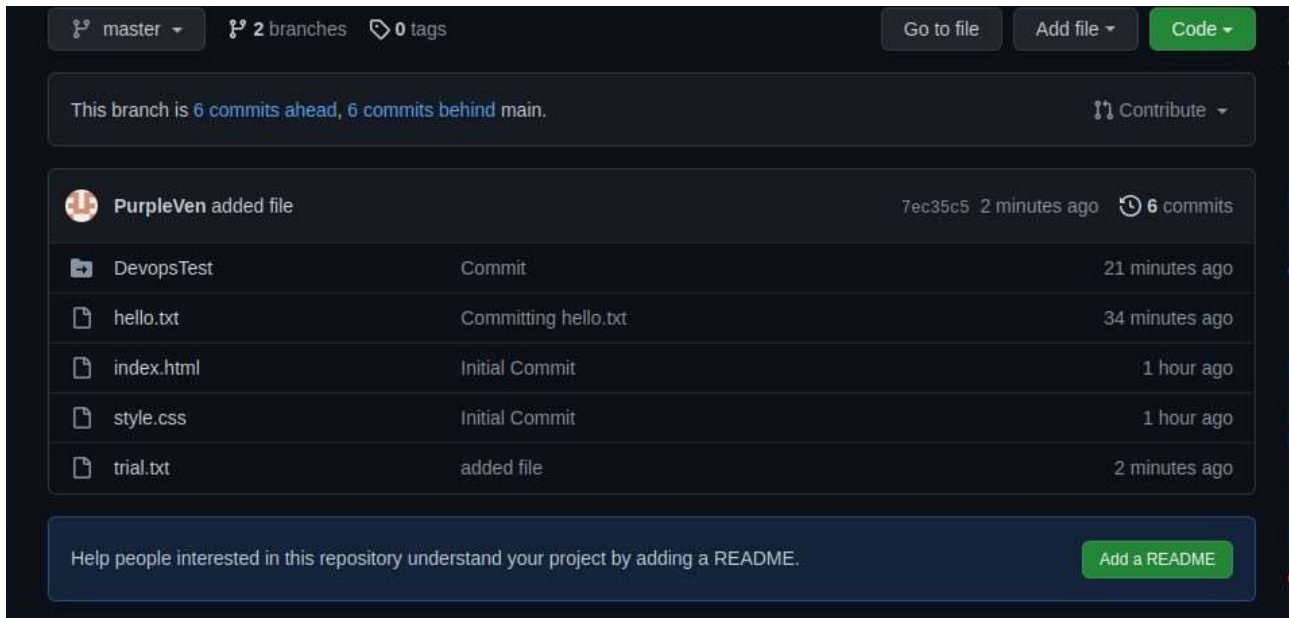 master 2 branches 0 tags Go to file Add file Code
This branch is 6 commits ahead, 6 commits behind main. Contribute
PurpleVen added file 7ec35c5 2 minutes ago 6 commits
DevopsTest Commit 21 minutes ago
hello.txt Committing hello.txt 34 minutes ago
index.html Initial Commit 1 hour ago
style.css Initial Commit 1 hour ago
trial.txt added file 2 minutes ago
Help people interested in this repository understand your project by adding a README. Add a README